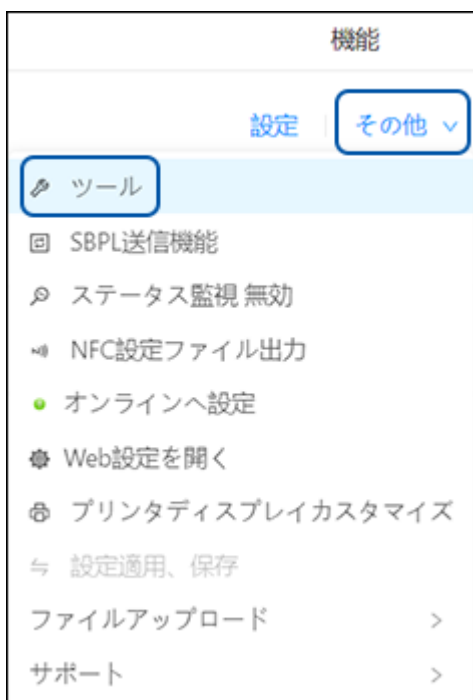 機能
設定
その他
ツール
SBPL送信機能
ステータス監視 無効
NFC設定ファイル出力
オンラインへ設定
Web設定を開く
プリンタディスプレイカスタマイズ
設定適用、保存
ファイルアップロード
サポート